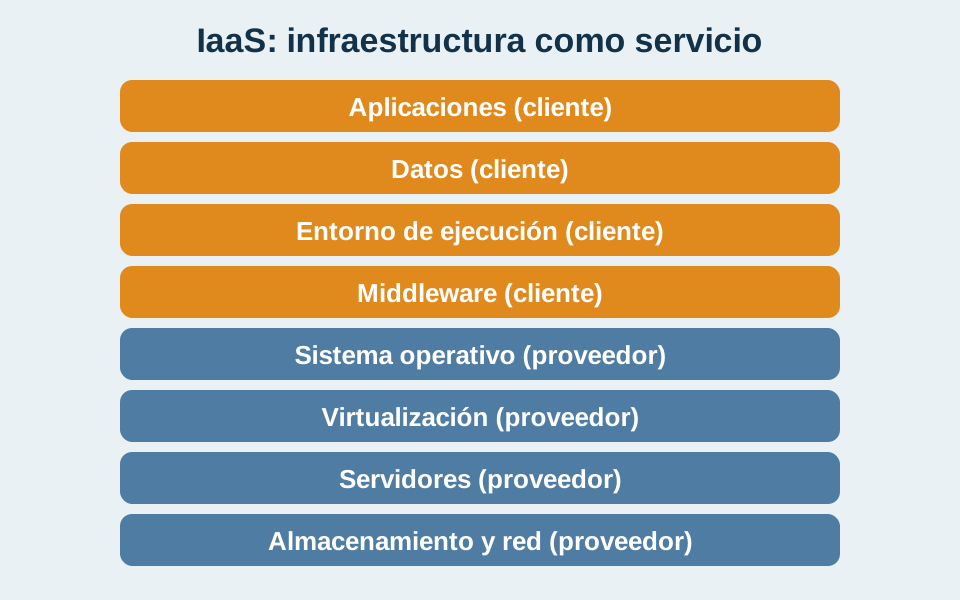 IaaS: infraestructura como servicio
Aplicaciones (cliente)
Datos (cliente)
Entorno de ejecución (cliente)
Middleware (cliente)
Sistema operativo (proveedor)
Virtualización (proveedor)
Servidores (proveedor)
Almacenamiento y red (proveedor)